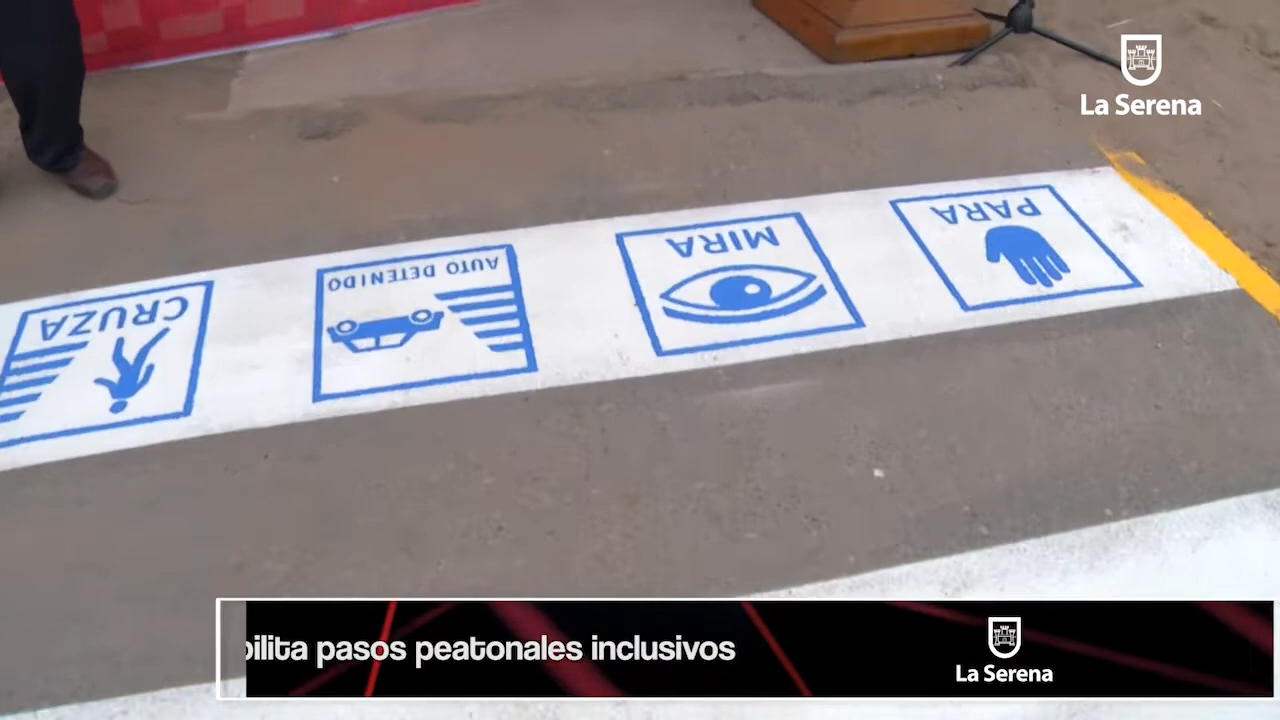 La Serena
PARA
MIRA
AUTO DETENIDO
CRUZA
pasos peatonales inclusivos
La Serena